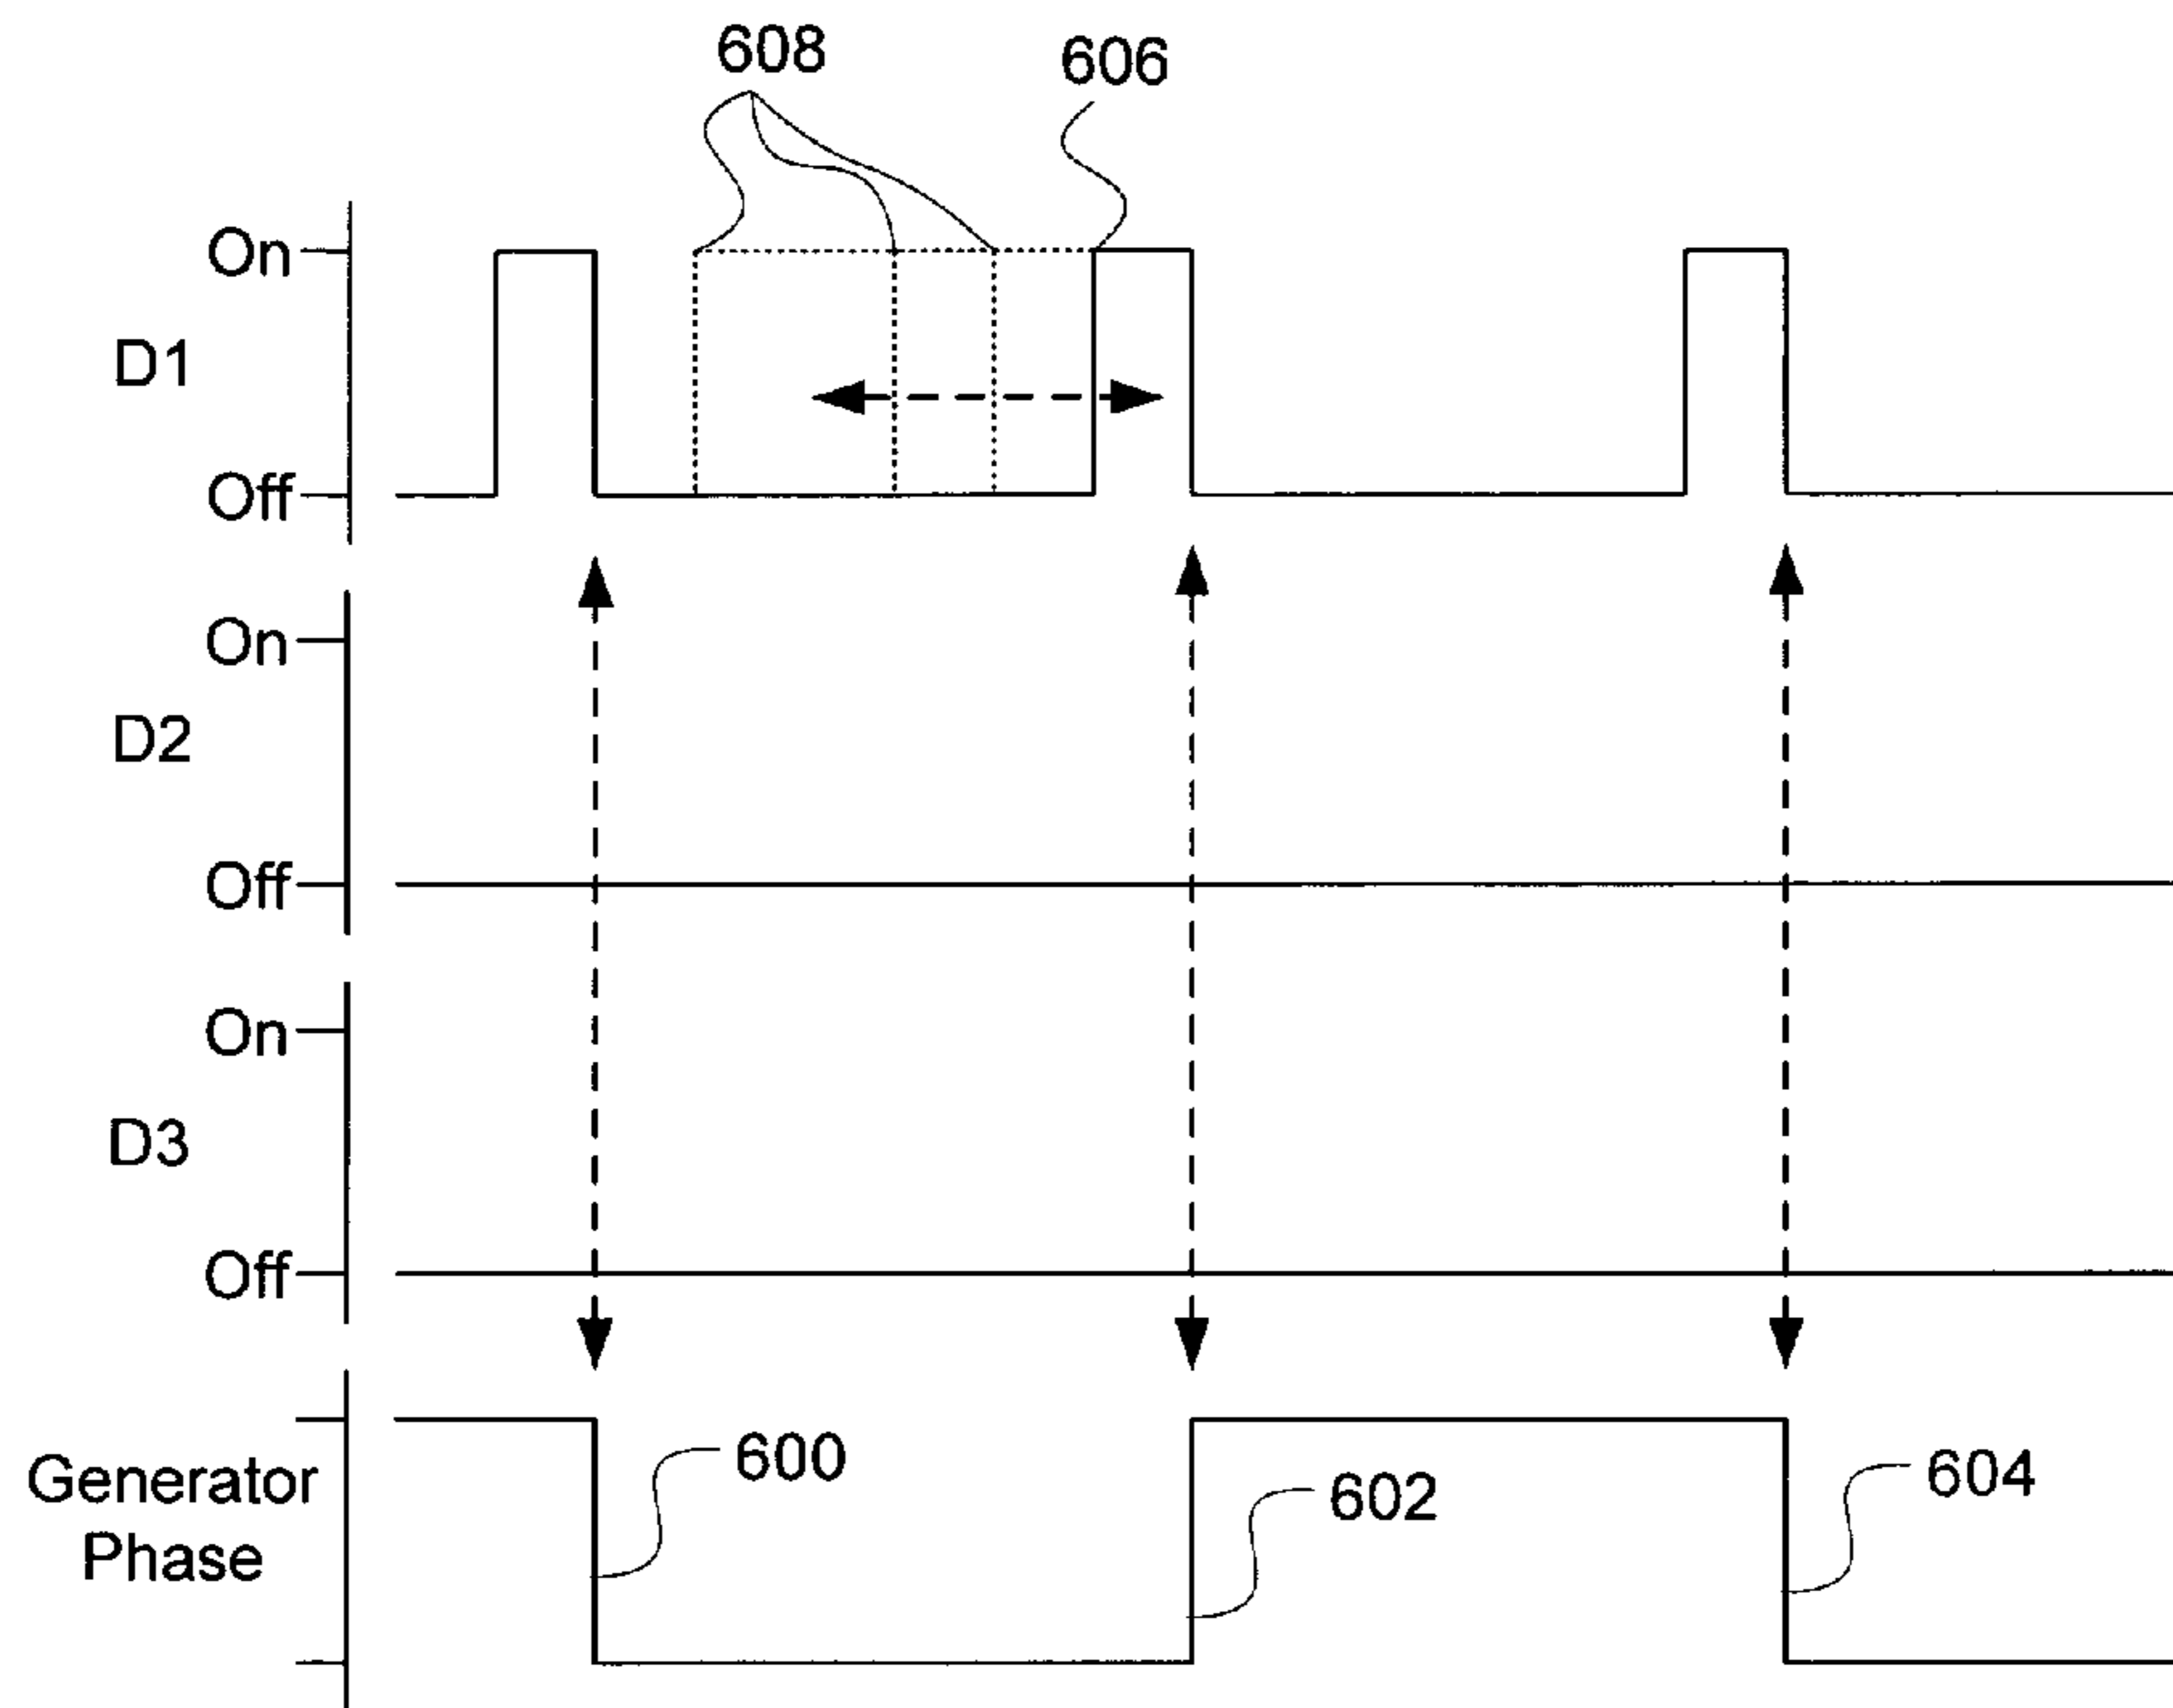 608
606
On
D1
Off
On
D2
Off
On
D3
Off
Generator
Phase
600
602
604